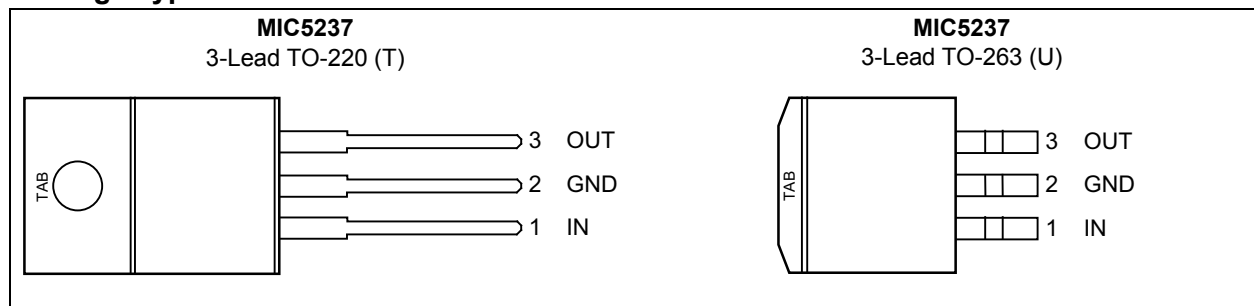 MIC5237
3-Lead TO-220 (T)
TAB
3 OUT
2 GND
1 IN
MIC5237
3-Lead TO-263 (U)
TAB
3 OUT
2 GND
1 IN